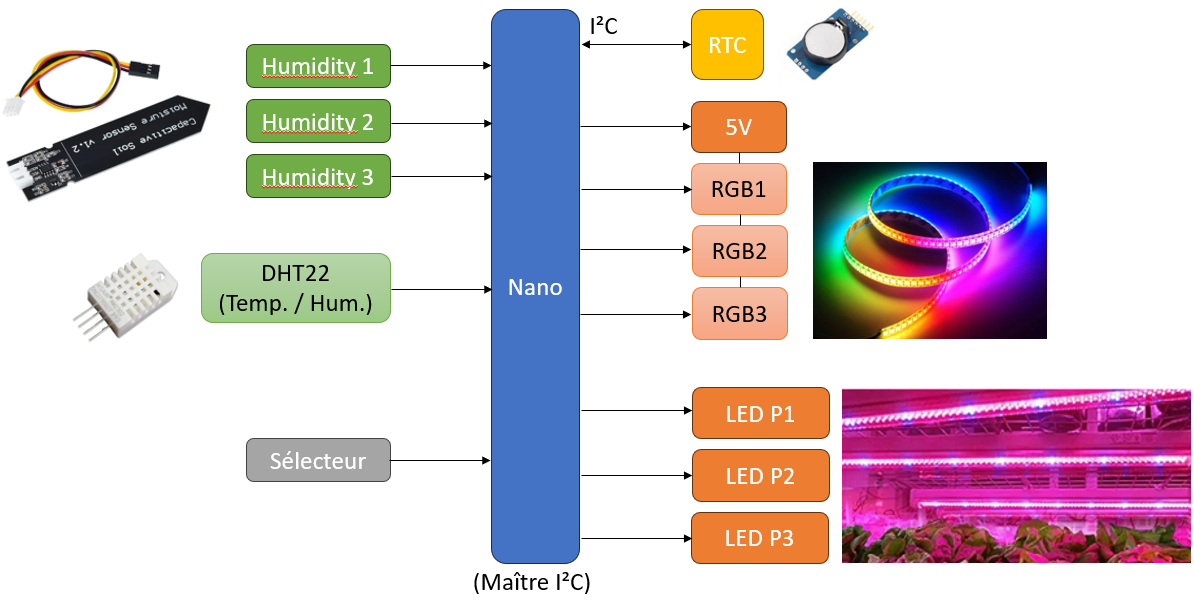 I²C
RTC
Humidity 1
Humidity 2
Humidity 3
Capacitive Soil
Moisture Sensor v1.2
DHT22
(Temp. / Hum.)
Sélecteur
Nano
(Maître I²C)
5V
RGB1
RGB2
RGB3
LED P1
LED P2
LED P3